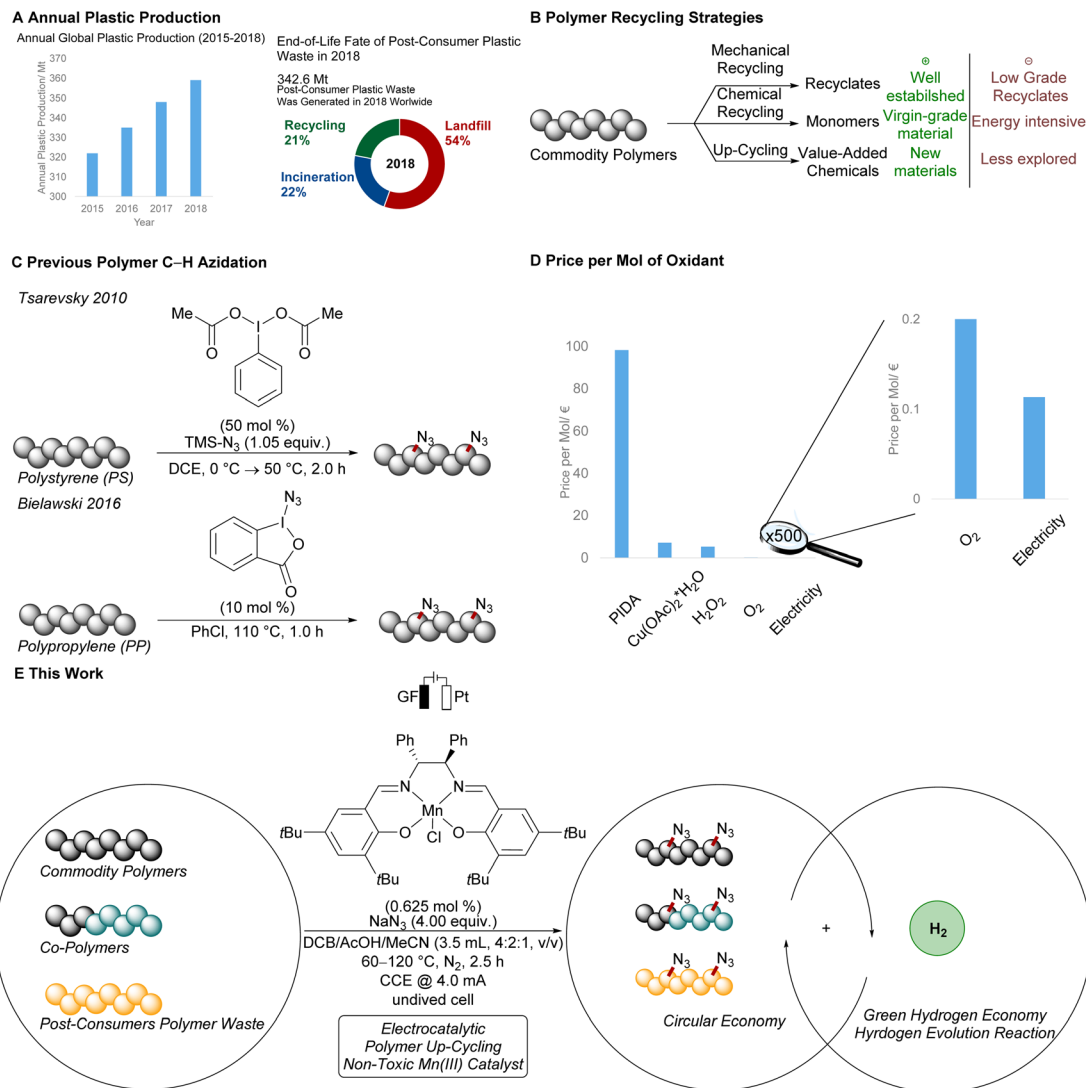 A Annual Plastic Production
Annual Global Plastic Production (2015-2018)
370
360
350
340
330
320
310
300
Annual Plastic Production/ Mt
2015 2016 2017 2018
Year
End-of-Life Fate of Post-Consumer Plastic
Waste in 2018
342.6 Mt
Post-Consumer Plastic Waste
Was Generated in 2018 Worlwide
Recycling
21%
Landfill
54%
2018
Incineration
22%
B Polymer Recycling Strategies
Commodity Polymers
Mechanical
Recycling
Chemical
Recycling
Up-Cycling
Recyclates
Monomers
Value-Added
Chemicals
⊕
Well
estabilshed
Virgin-grade
material
New
materials
⊖
Low Grade
Recyclates
Energy intensive
Less explored
C Previous Polymer C–H Azidation
Tsarevsky 2010
Me O I O Me
O O
(50 mol %)
TMS-N3 (1.05 equiv.)
DCE, 0 °C → 50 °C, 2.0 h
Polystyrene (PS)
N3 N3
Bielawski 2016
N3
I
O
O
(10 mol %)
PhCl, 110 °C, 1.0 h
Polypropylene (PP)
N3 N3
D Price per Mol of Oxidant
100
80
60
40
20
0
Price per Mol/ €
PIDA
Cu(OAc)2*H2O
H2O2
O2
Electricity
x500
0.2
0.1
0
Price per Mol/ €
O2
Electricity
E This Work
GF Pt
Ph Ph
N N
Mn
O O
Cl
tBu tBu
tBu tBu
(0.625 mol %)
NaN3 (4.00 equiv.)
DCB/AcOH/MeCN (3.5 mL, 4:2:1, v/v)
60–120 °C, N2, 2.5 h
CCE @ 4.0 mA
undived cell
Electrocatalytic
Polymer Up-Cycling
Non-Toxic Mn(III) Catalyst
Commodity Polymers
Co-Polymers
Post-Consumers Polymer Waste
N3 N3
N3 N3
N3 N3
Circular Economy
+
H2
Green Hydrogen Economy
Hyrdogen Evolution Reaction